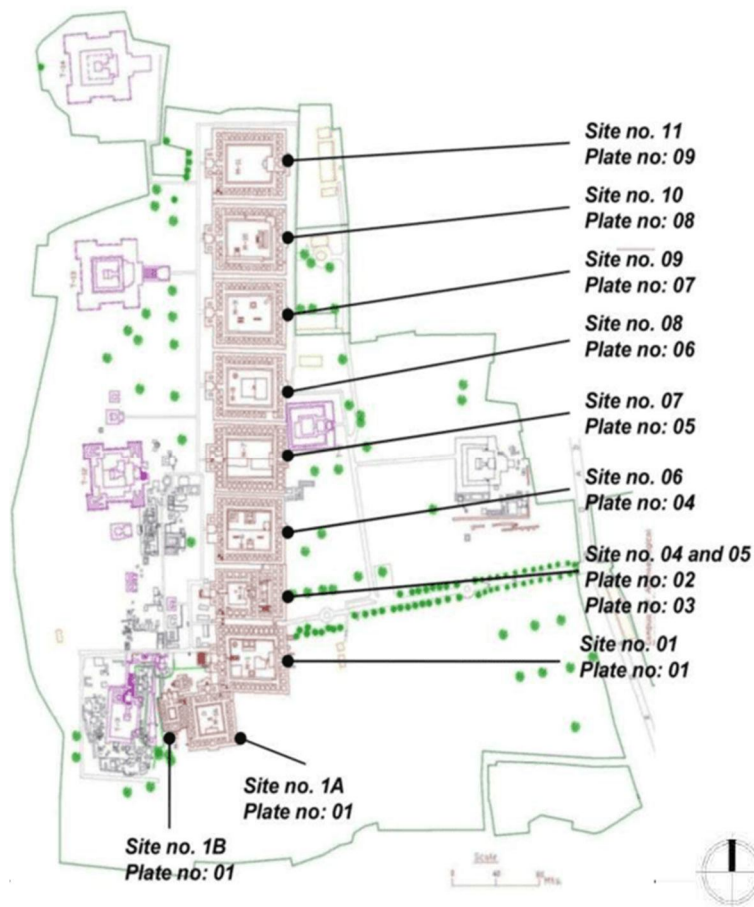 Site no. 11
Plate no: 09
Site no. 10
Plate no: 08
Site no. 09
Plate no: 07
Site no. 08
Plate no: 06
Site no. 07
Plate no: 05
Site no. 06
Plate no: 04
Site no. 04 and 05
Plate no: 02
Plate no: 03
Site no. 01
Plate no: 01
Site no. 1A
Plate no: 01
Site no. 1B
Plate no: 01
Scale